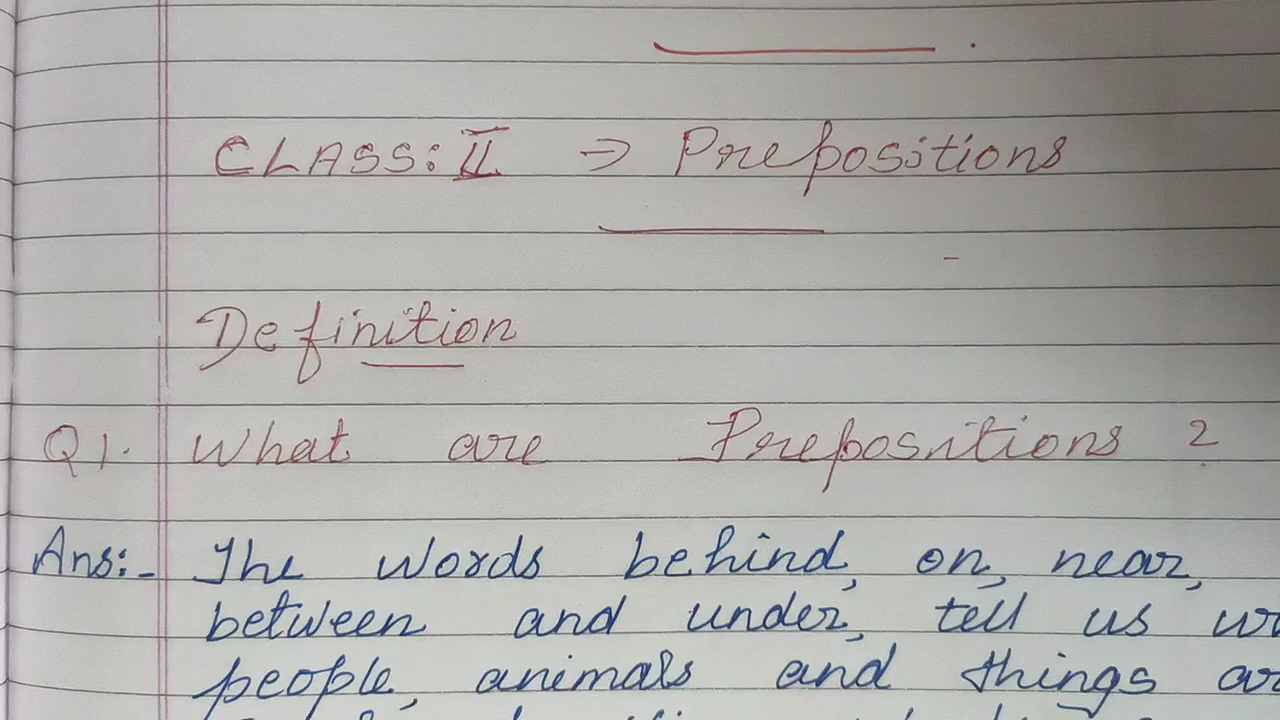 CLASS: II → Prepositions
Definition
Q1. What are Prepositions ?
Ans:- The words behind, on, near,
between and under, tell us
people, animals and things